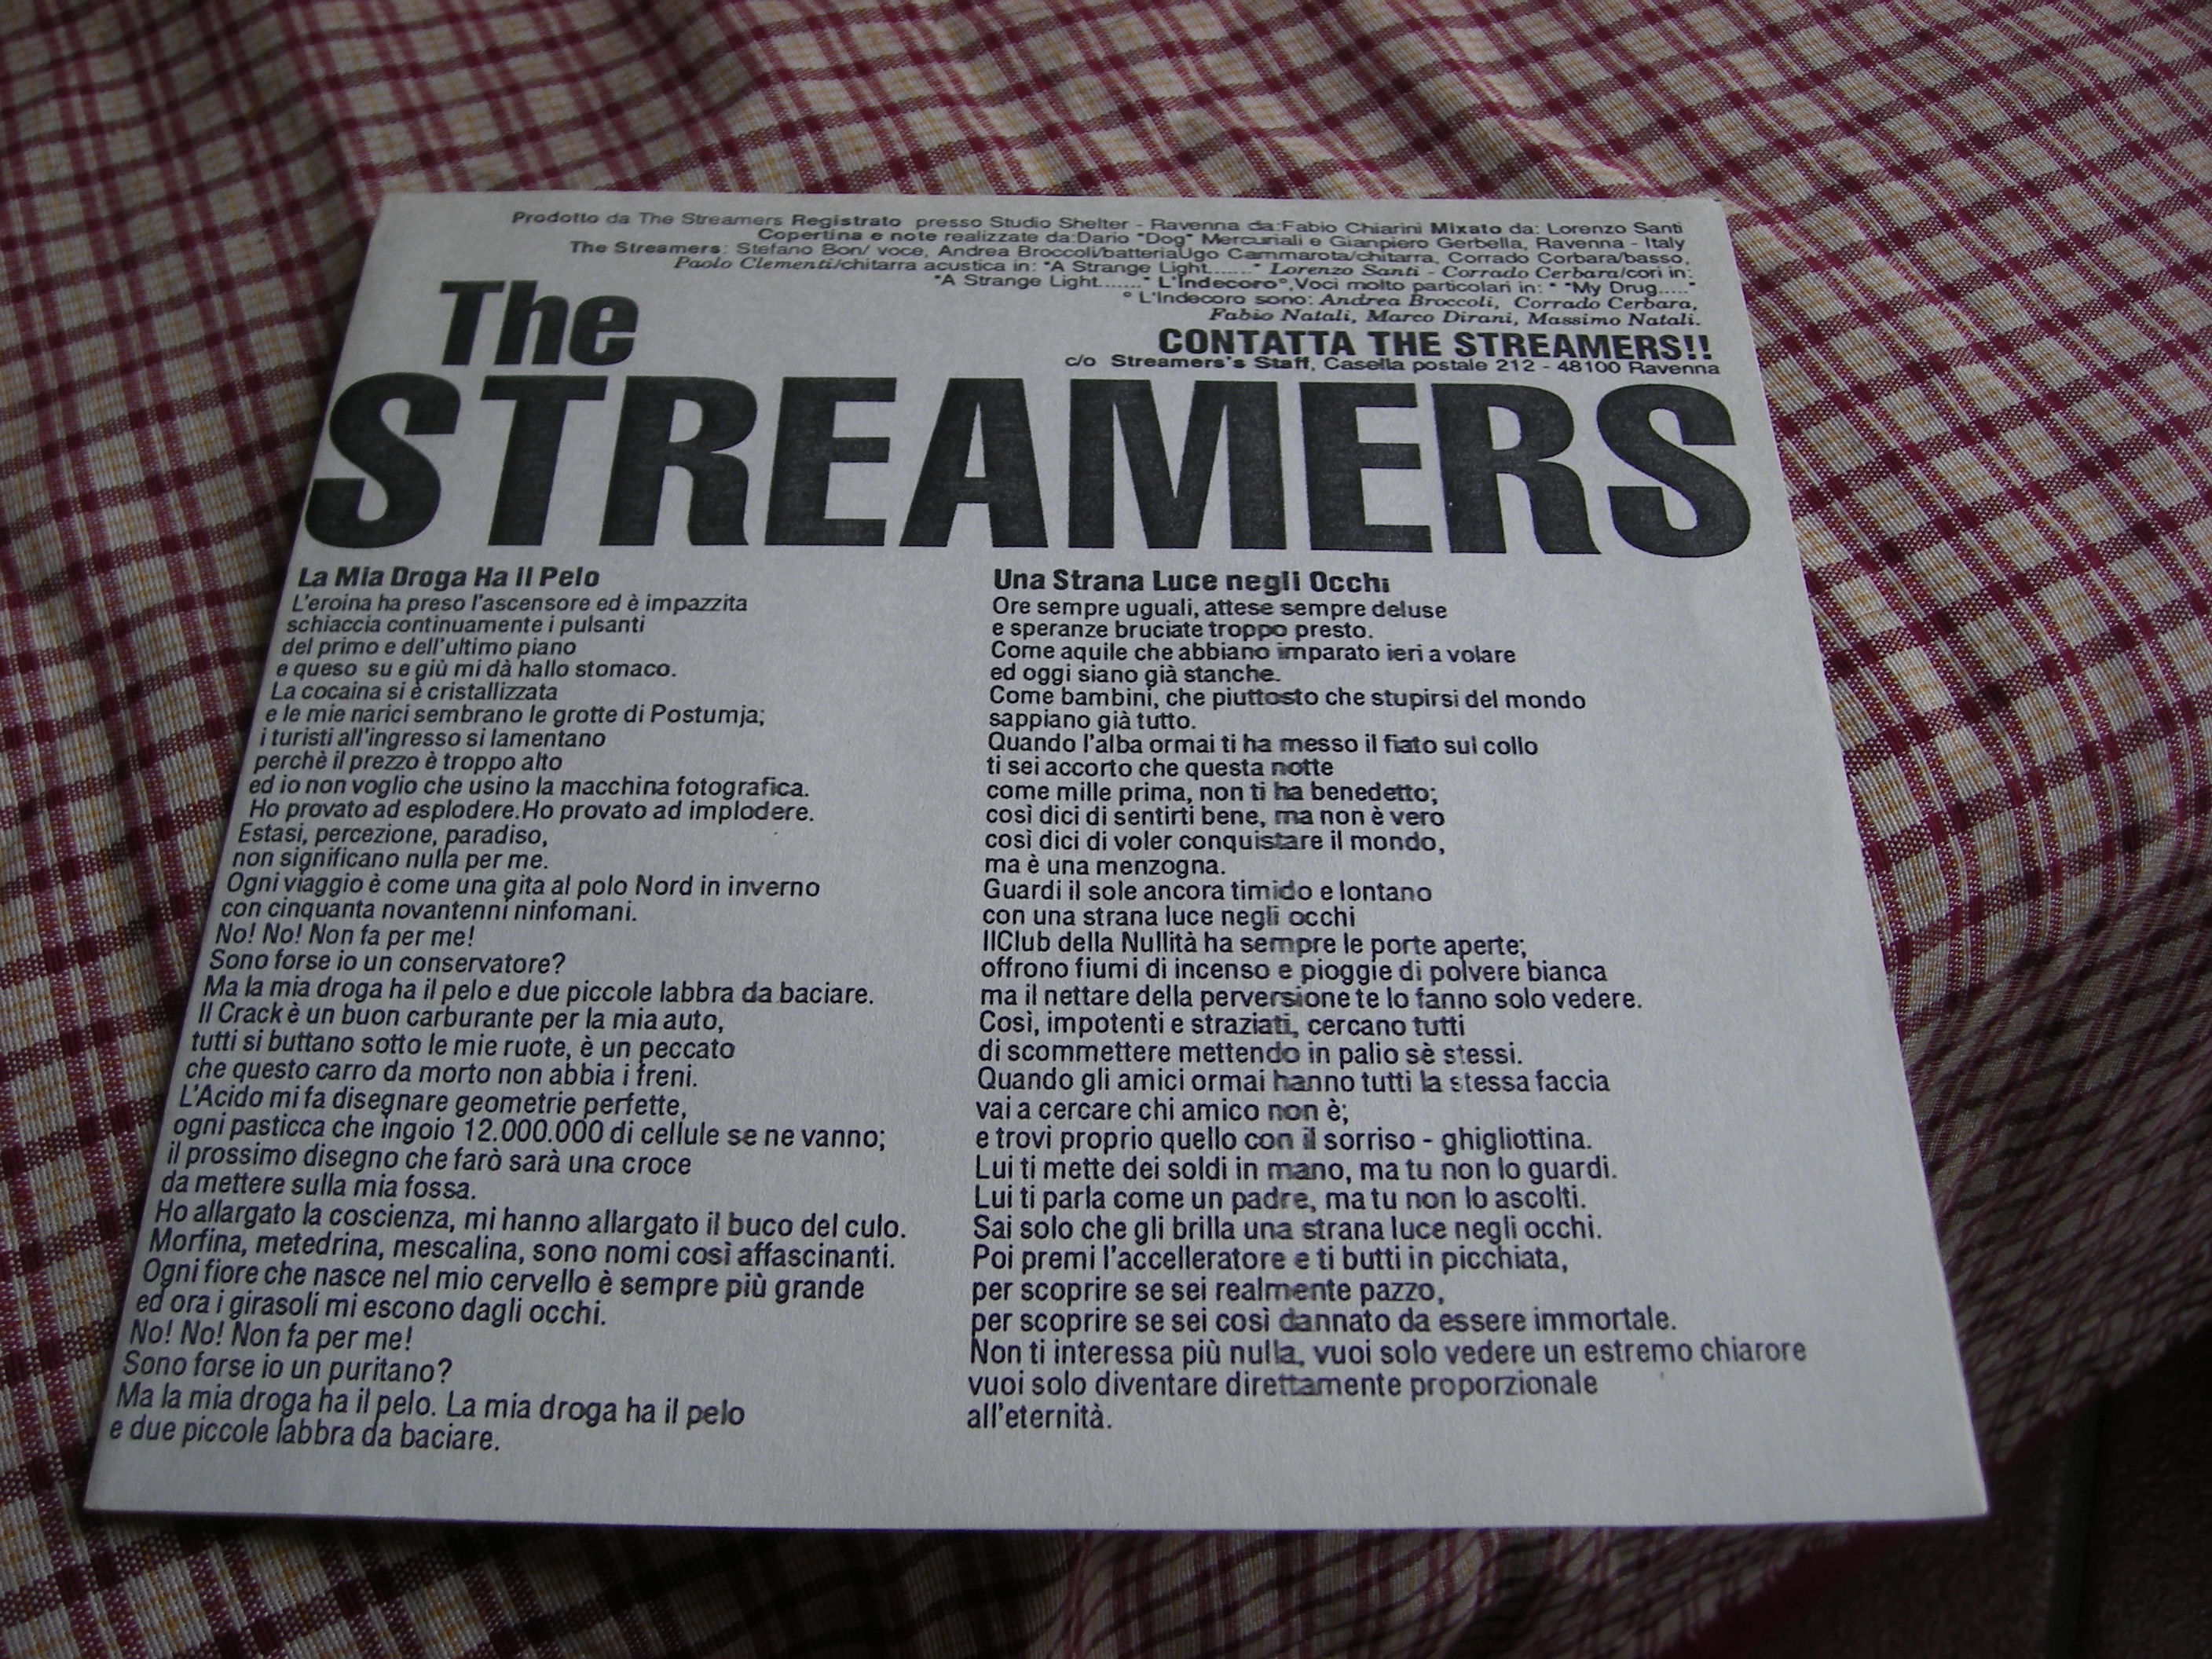 Prodotto da The Streamers Registrato presso Studio Shelter - Ravenna da:Fabio Chiarini Mixato da: Lorenzo Santi
Copertina e note realizzate da:Dario "Dog" Mercuriali e Gianpiero Gerbella, Ravenna - Italy
The Streamers: Stefano Bon/ voce, Andrea Broccoli/batteriaUgo Cammarota/chitarra, Corrado Corbara/basso,
Paolo Clementi/chitarra acustica in: "A Strange Light......." Lorenzo Santi - Corrado Cerbara/cori in:
"A Strange Light......." L'Indecoro°,Voci molto particolari in: " "My Drug....."
° L'Indecoro sono: Andrea Broccoli, Corrado Cerbara,
Fabio Natali, Marco Dirani, Massimo Natali.
CONTATTA THE STREAMERS!!
c/o Streamers's Staff, Casella postale 212 - 48100 Ravenna
The
STREAMERS
La Mia Droga Ha il Pelo
L'eroina ha preso l'ascensore ed è impazzita
schiaccia continuamente i pulsanti
del primo e dell'ultimo piano
e queso su e giù mi dà hallo stomaco.
La cocaina si è cristallizzata
e le mie narici sembrano le grotte di Postumja;
i turisti all'ingresso si lamentano
perchè il prezzo è troppo alto
ed io non voglio che usino la macchina fotografica.
Ho provato ad esplodere.Ho provato ad implodere.
Estasi, percezione, paradiso,
non significano nulla per me.
Ogni viaggio è come una gita al polo Nord in inverno
con cinquanta novantenni ninfomani.
No! No! Non fa per me!
Sono forse io un conservatore?
Ma la mia droga ha il pelo e due piccole labbra da baciare.
Il Crack è un buon carburante per la mia auto,
tutti si buttano sotto le mie ruote, è un peccato
che questo carro da morto non abbia i freni.
L'Acido mi fa disegnare geometrie perfette,
ogni pasticca che ingoio 12.000.000 di cellule se ne vanno;
il prossimo disegno che farò sarà una croce
da mettere sulla mia fossa.
Ho allargato la coscienza, mi hanno allargato il buco del culo.
Morfina, metedrina, mescalina, sono nomi così affascinanti.
Ogni fiore che nasce nel mio cervello è sempre più grande
ed ora i girasoli mi escono dagli occhi.
No! No! Non fa per me!
Sono forse io un puritano?
Ma la mia droga ha il pelo. La mia droga ha il pelo
e due piccole labbra da baciare.
Una Strana Luce negli Occhi
Ore sempre uguali, attese sempre deluse
e speranze bruciate troppo presto.
Come aquile che abbiano imparato ieri a volare
ed oggi siano già stanche.
Come bambini, che piuttosto che stupirsi del mondo
sappiano già tutto.
Quando l'alba ormai ti ha messo il fiato sul collo
ti sei accorto che questa notte
come mille prima, non ti ha benedetto;
così dici di sentirti bene, ma non è vero
così dici di voler conquistare il mondo,
ma è una menzogna.
Guardi il sole ancora timido e lontano
con una strana luce negli occhi
IlClub della Nullità ha sempre le porte aperte;
offrono fiumi di incenso e pioggie di polvere bianca
ma il nettare della perversione te lo fanno solo vedere.
Così, impotenti e straziati, cercano tutti
di scommettere mettendo in palio sè stessi.
Quando gli amici ormai hanno tutti la stessa faccia
vai a cercare chi amico non è;
e trovi proprio quello con il sorriso - ghigliottina.
Lui ti mette dei soldi in mano, ma tu non lo guardi.
Lui ti parla come un padre, ma tu non lo ascolti.
Sai solo che gli brilla una strana luce negli occhi.
Poi premi l'accelleratore e ti butti in picchiata,
per scoprire se sei realmente pazzo,
per scoprire se sei così dannato da essere immortale.
Non ti interessa più nulla, vuoi solo vedere un estremo chiarore
vuoi solo diventare direttamente proporzionale
all'eternità.